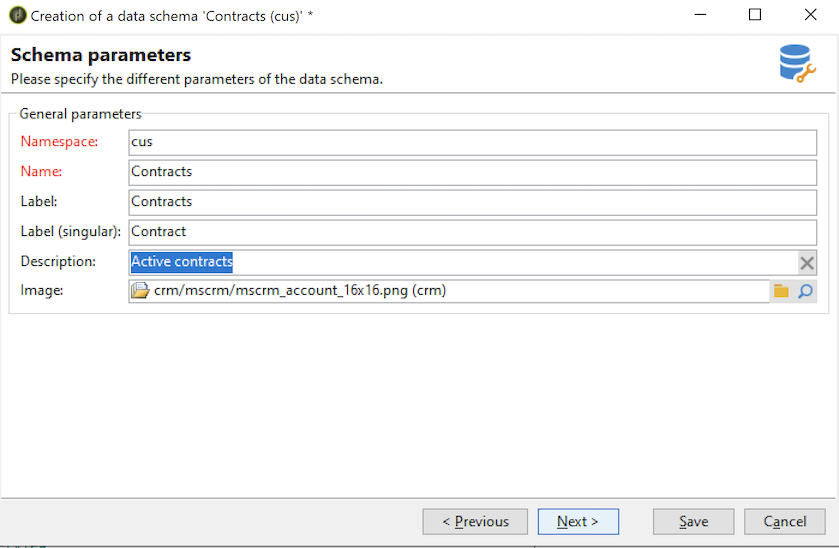 Creation of a data schema 'Contracts (cus)' *
Schema parameters
Please specify the different parameters of the data schema.
General parameters
Namespace: cus
Name: Contracts
Label: Contracts
Label (singular): Contract
Description: Active contracts
Image: crm/mscrm/mscrm_account_16x16.png (crm)
< Previous Next > Save Cancel